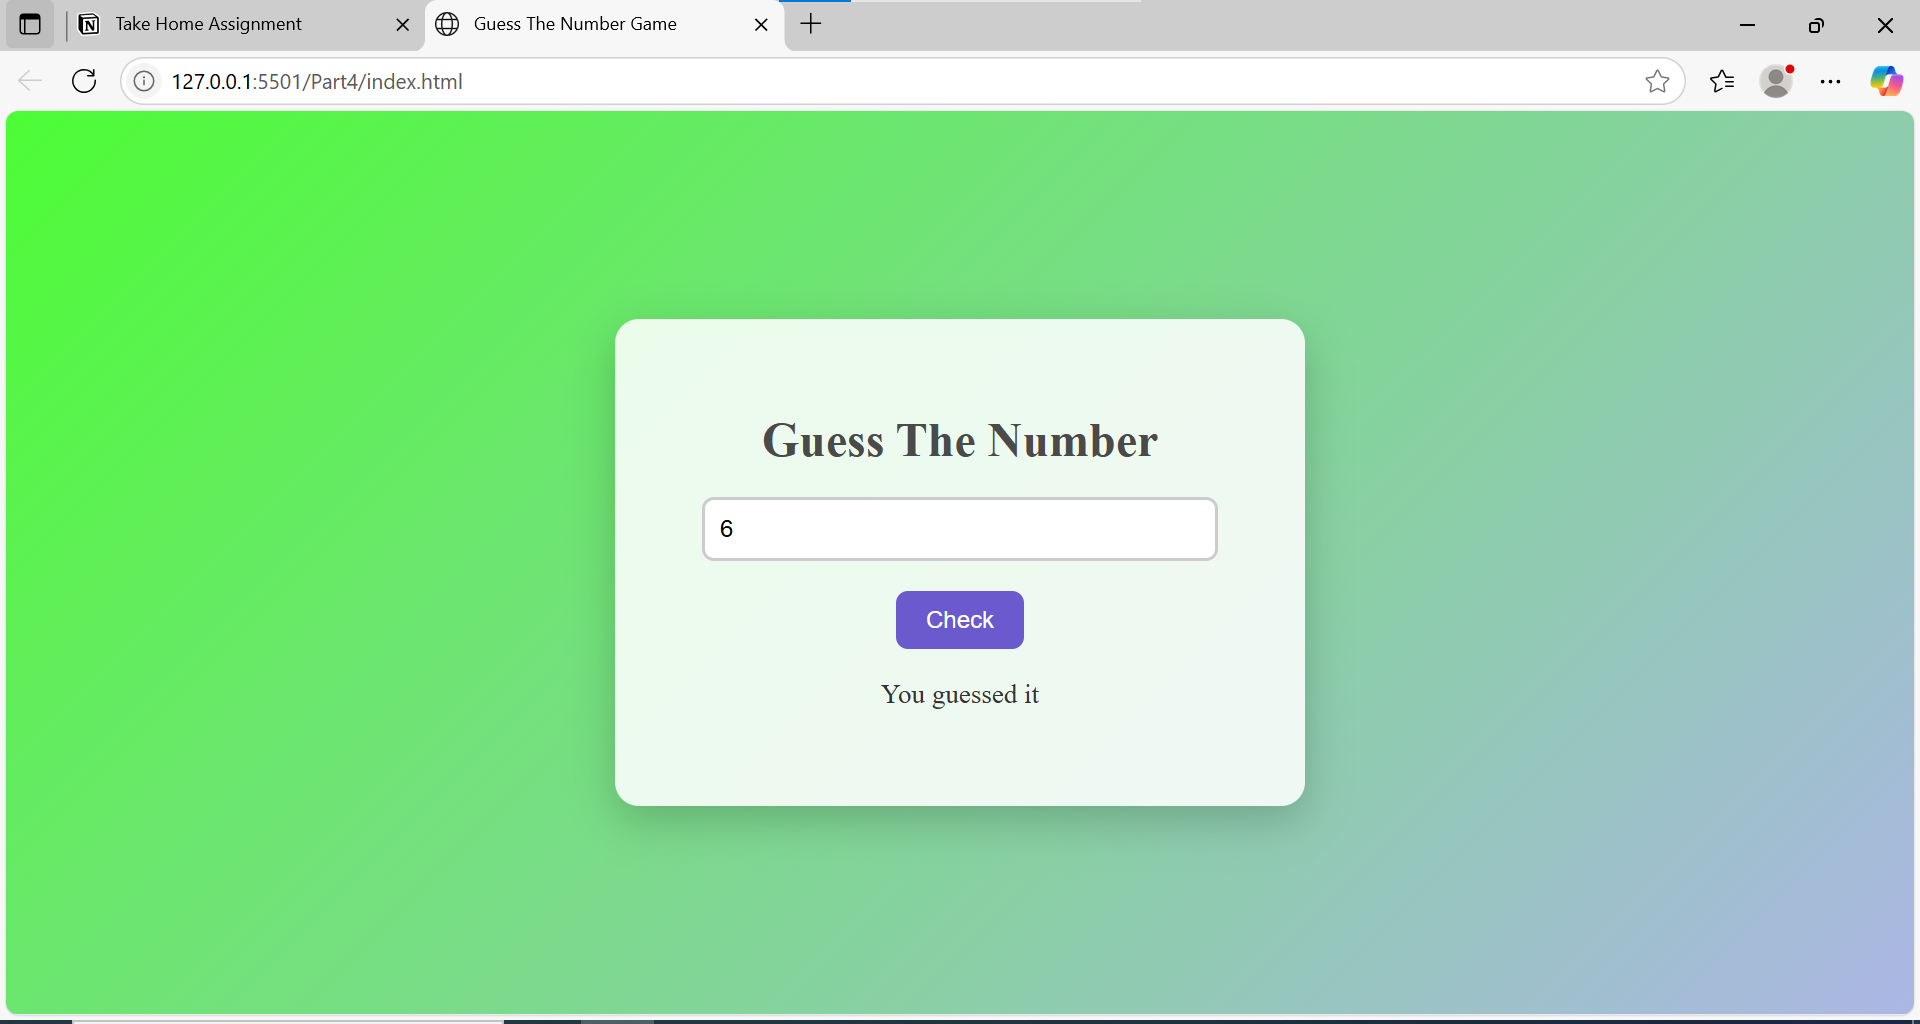 Take Home Assignment
Guess The Number Game
127.0.0.1:5501/Part4/index.html
Guess The Number
6
Check
You guessed it